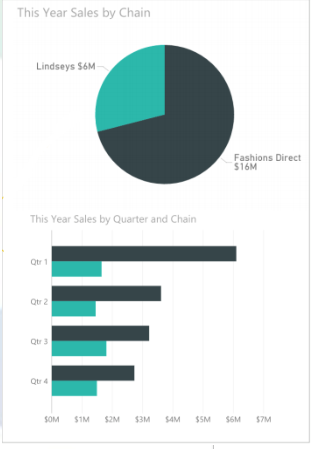 This Year Sales by Chain
Lindseys $6M
Fashions Direct
$16M
This Year Sales by Quarter and Chain
Qtr 1
Qtr 2
Qtr 3
Qtr 4
$0M $1M $2M $3M $4M $5M $6M $7M